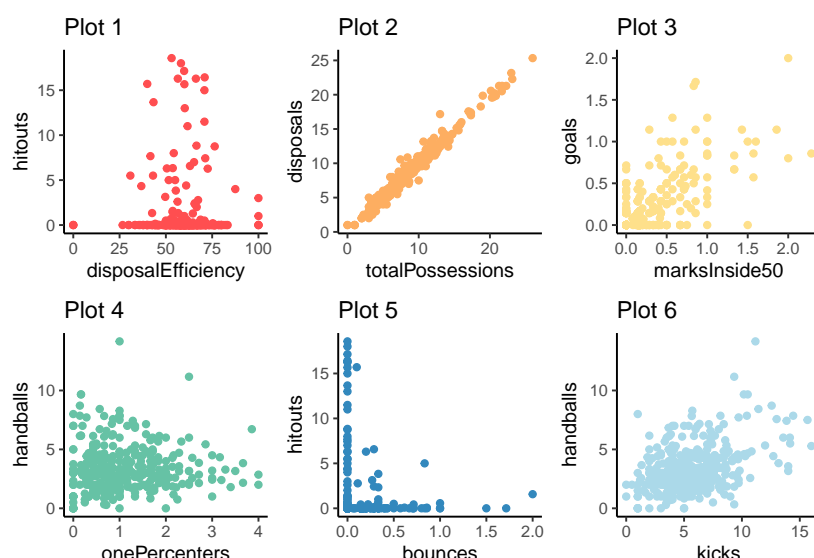 Plot 1 Plot 2 Plot 3
hitouts 0 5 10 15
0 25 50 75 100
disposalEfficiency
disposals 0 5 10 15 20 25
0 10 20
totalPossessions
goals 0.0 0.5 1.0 1.5 2.0
0.0 0.5 1.0 1.5 2.0
marksInside50
Plot 4 Plot 5 Plot 6
handballs 0 5 10
0 1 2 3 4
onePercenters
hitouts 0 5 10 15
0.0 0.5 1.0 1.5 2.0
bounces
handballs 0 5 10
0 5 10 15
kicks